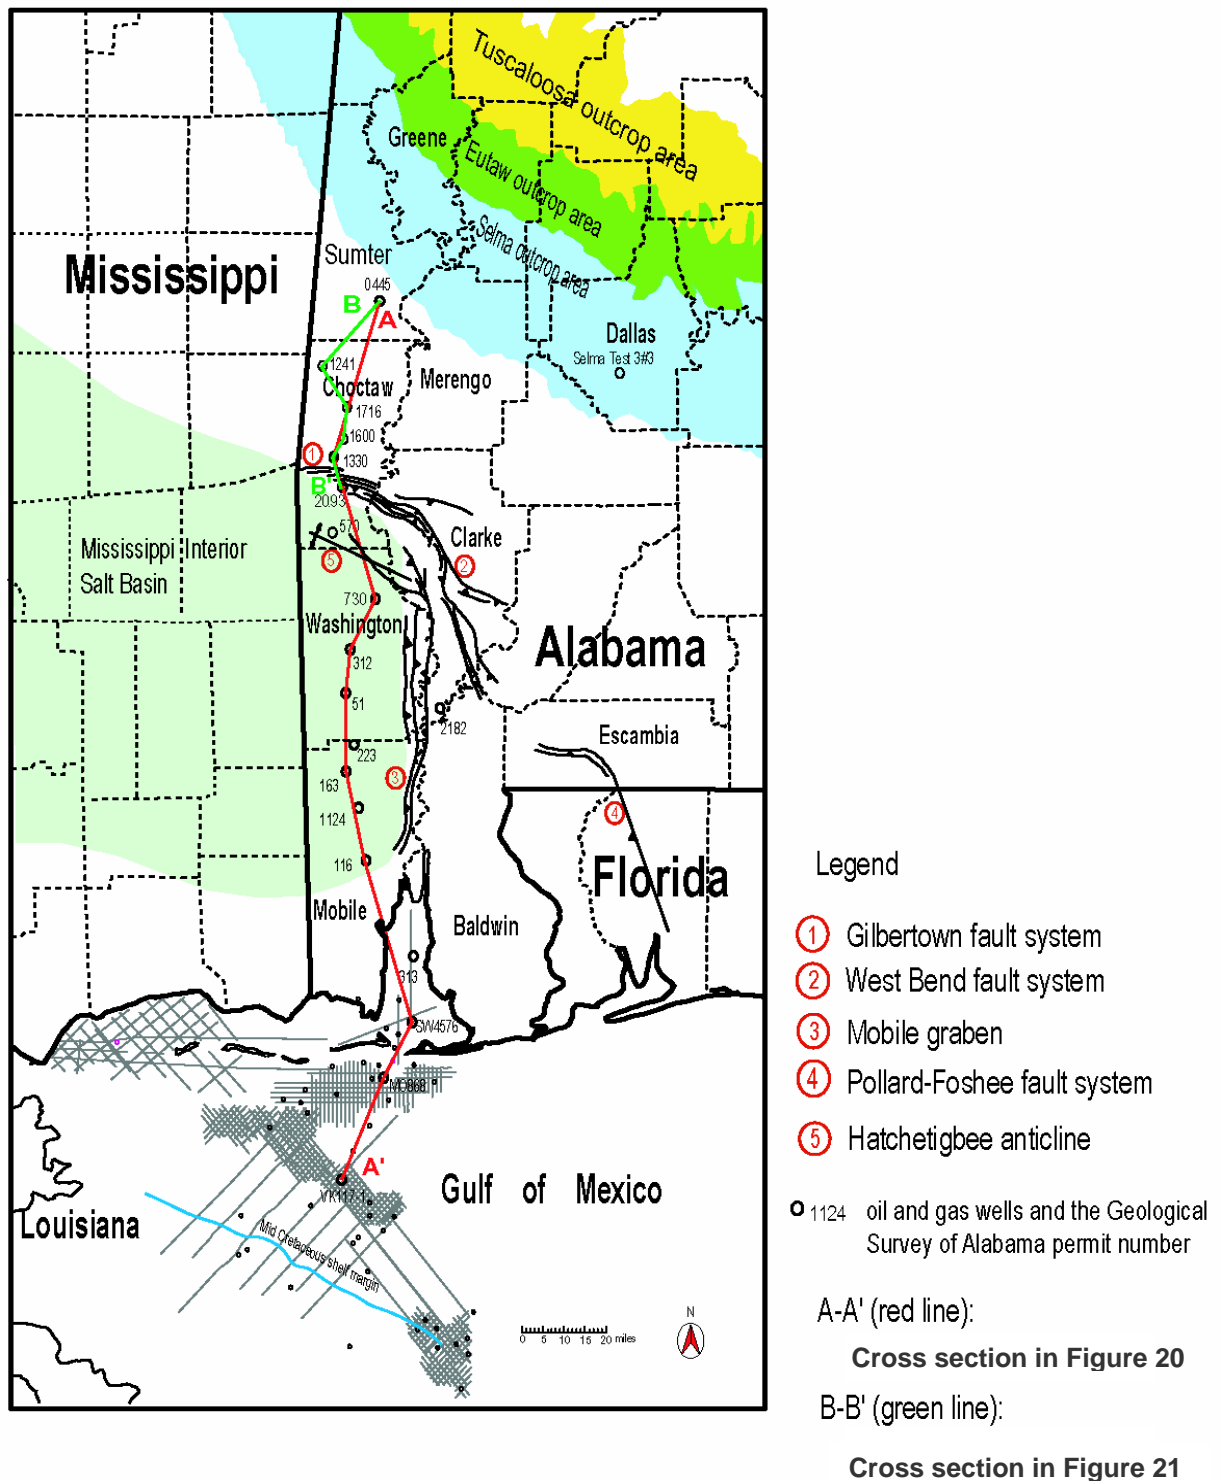 Tuscaloosa outcrop area
Greene
Eutaw outcrop area
Selma outcrop area
Sumter
Mississippi
0445
B
A
Dallas
Selma Test 3#3
1241
Choctaw
Merengo
1716
1600
1
1330
B'
2093
570
Clarke
Mississippi Interior
Salt Basin
5
2
730
Washington
Alabama
312
51
2182
223
Escambia
163
3
1124
4
116
Florida
Mobile
Baldwin
313
SW4576
MO868
A'
VK117-1
Gulf of Mexico
Louisiana
Mid Cretaceous shelf margin
N
0 5 10 15 20 miles
Legend
1 Gilbertown fault system
2 West Bend fault system
3 Mobile graben
4 Pollard-Foshee fault system
5 Hatchetigbee anticline
1124 oil and gas wells and the Geological
Survey of Alabama permit number
A-A' (red line):
Cross section in Figure 20
B-B' (green line):
Cross section in Figure 21